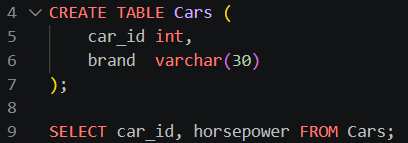 4 CREATE TABLE Cars (
5     car_id int,
6     brand  varchar(30)
7 );
8
9 SELECT car_id, horsepower FROM Cars;